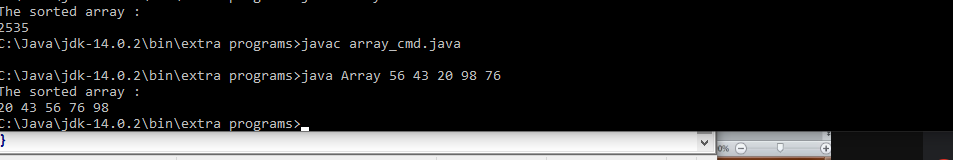 The sorted array :
2535
C:\Java\jdk-14.0.2\bin\extra programs>javac array_cmd.java
C:\Java\jdk-14.0.2\bin\extra programs>java Array 56 43 20 98 76
The sorted array :
20 43 56 76 98
C:\Java\jdk-14.0.2\bin\extra programs>
}
0%